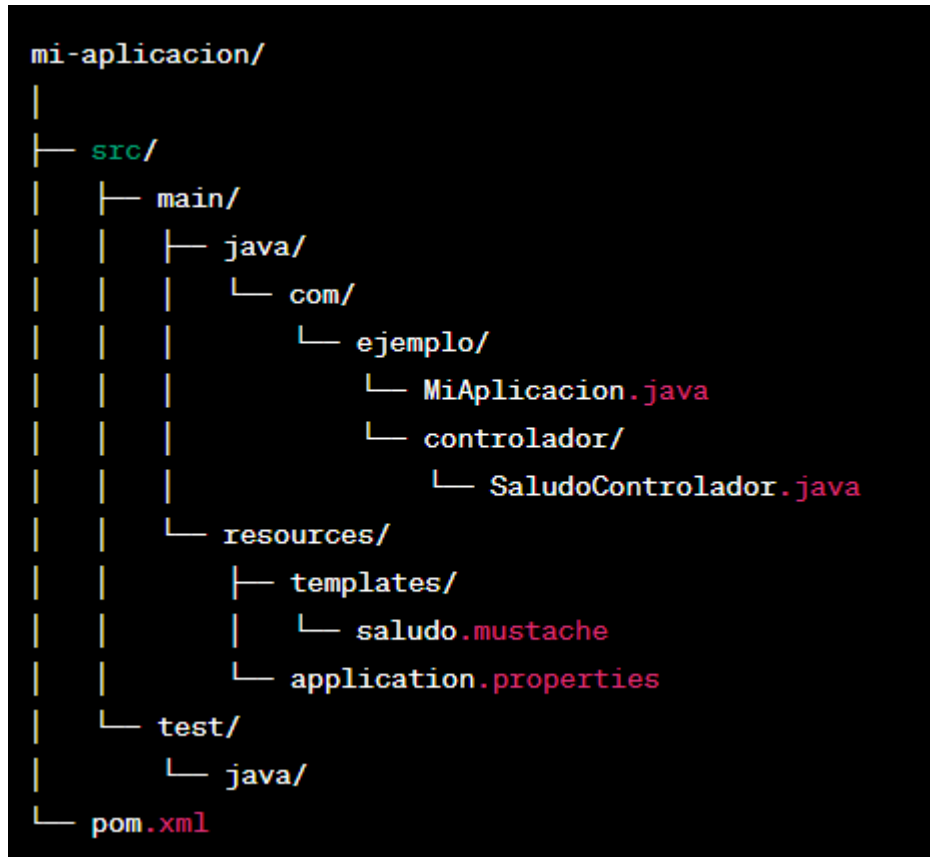 mi-aplicacion/
│
├── src/
│   ├── main/
│   │   ├── java/
│   │   │   └── com/
│   │   │       └── ejemplo/
│   │   │           └── MiAplicacion.java
│   │   │           └── controlador/
│   │   │               └── SaludoControlador.java
│   │   └── resources/
│   │       ├── templates/
│   │       │   └── saludo.mustache
│   │       └── application.properties
│   └── test/
│       └── java/
└── pom.xml